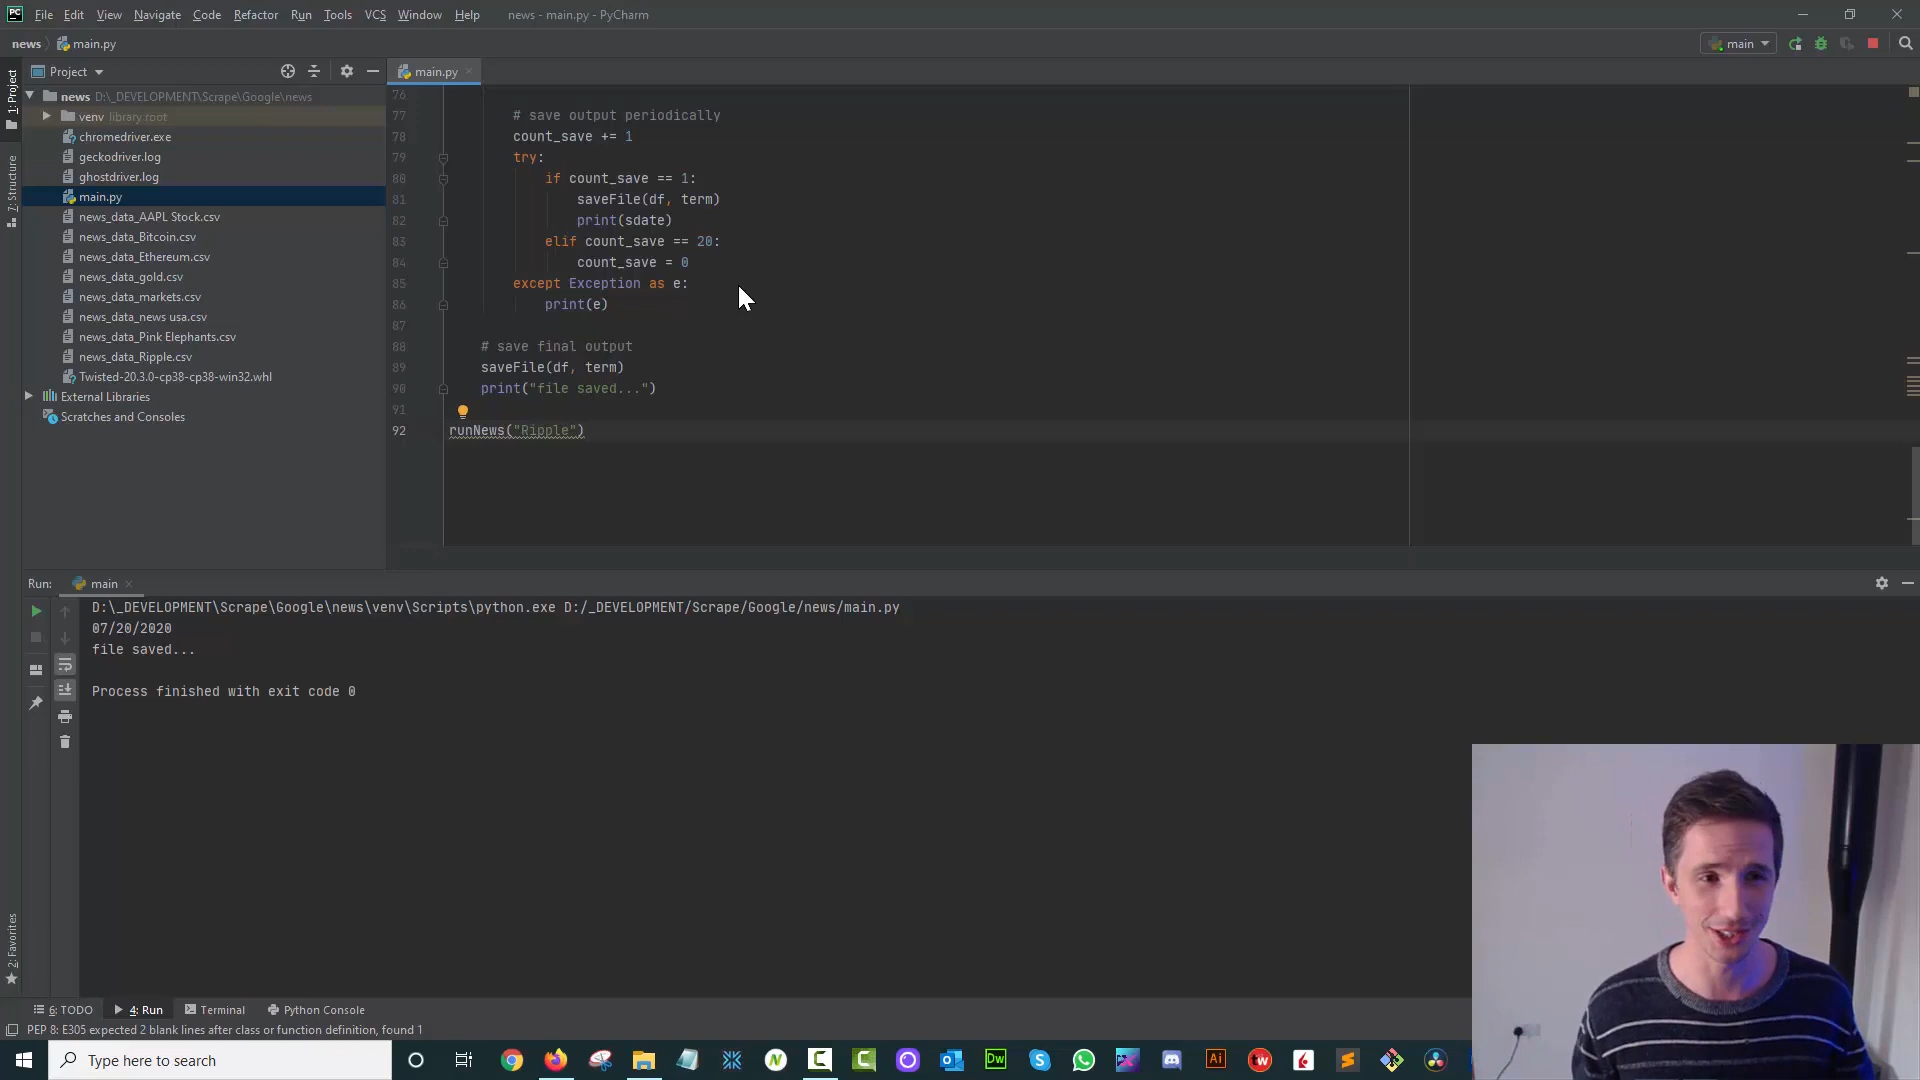 File Edit View Navigate Code Refactor Run Tools VCS Window Help news - main.py - PyCharm
news main.py
main
1: Project
7: Structure
2: Favorites
Project
news D:\_DEVELOPMENT\Scrape\Google\news
venv library root
chromedriver.exe
geckodriver.log
ghostdriver.log
main.py
news_data_AAPL Stock.csv
news_data_Bitcoin.csv
news_data_Ethereum.csv
news_data_gold.csv
news_data_markets.csv
news_data_news usa.csv
news_data_Pink Elephants.csv
news_data_Ripple.csv
Twisted-20.3.0-cp38-cp38-win32.whl
External Libraries
Scratches and Consoles
main.py
76
77 # save output periodically
78 count_save += 1
79 try:
80 if count_save == 1:
81 saveFile(df, term)
82 print(sdate)
83 elif count_save == 20:
84 count_save = 0
85 except Exception as e:
86 print(e)
87
88 # save final output
89 saveFile(df, term)
90 print("file saved...")
91
92 runNews("Ripple")
Run: main
D:\_DEVELOPMENT\Scrape\Google\news\venv\Scripts\python.exe D:/_DEVELOPMENT/Scrape/Google/news/main.py
07/20/2020
file saved...
Process finished with exit code 0
6: TODO 4: Run Terminal Python Console
PEP 8: E305 expected 2 blank lines after class or function definition, found 1
Type here to search